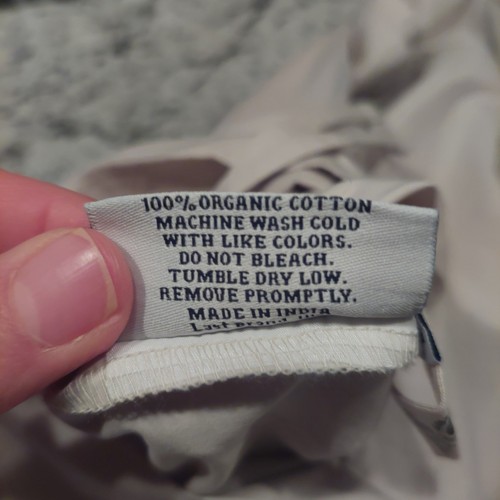 100% ORGANIC COTTON
MACHINE WASH COLD
WITH LIKE COLORS.
DO NOT BLEACH.
TUMBLE DRY LOW.
REMOVE PROMPTLY.
MADE IN INDIA